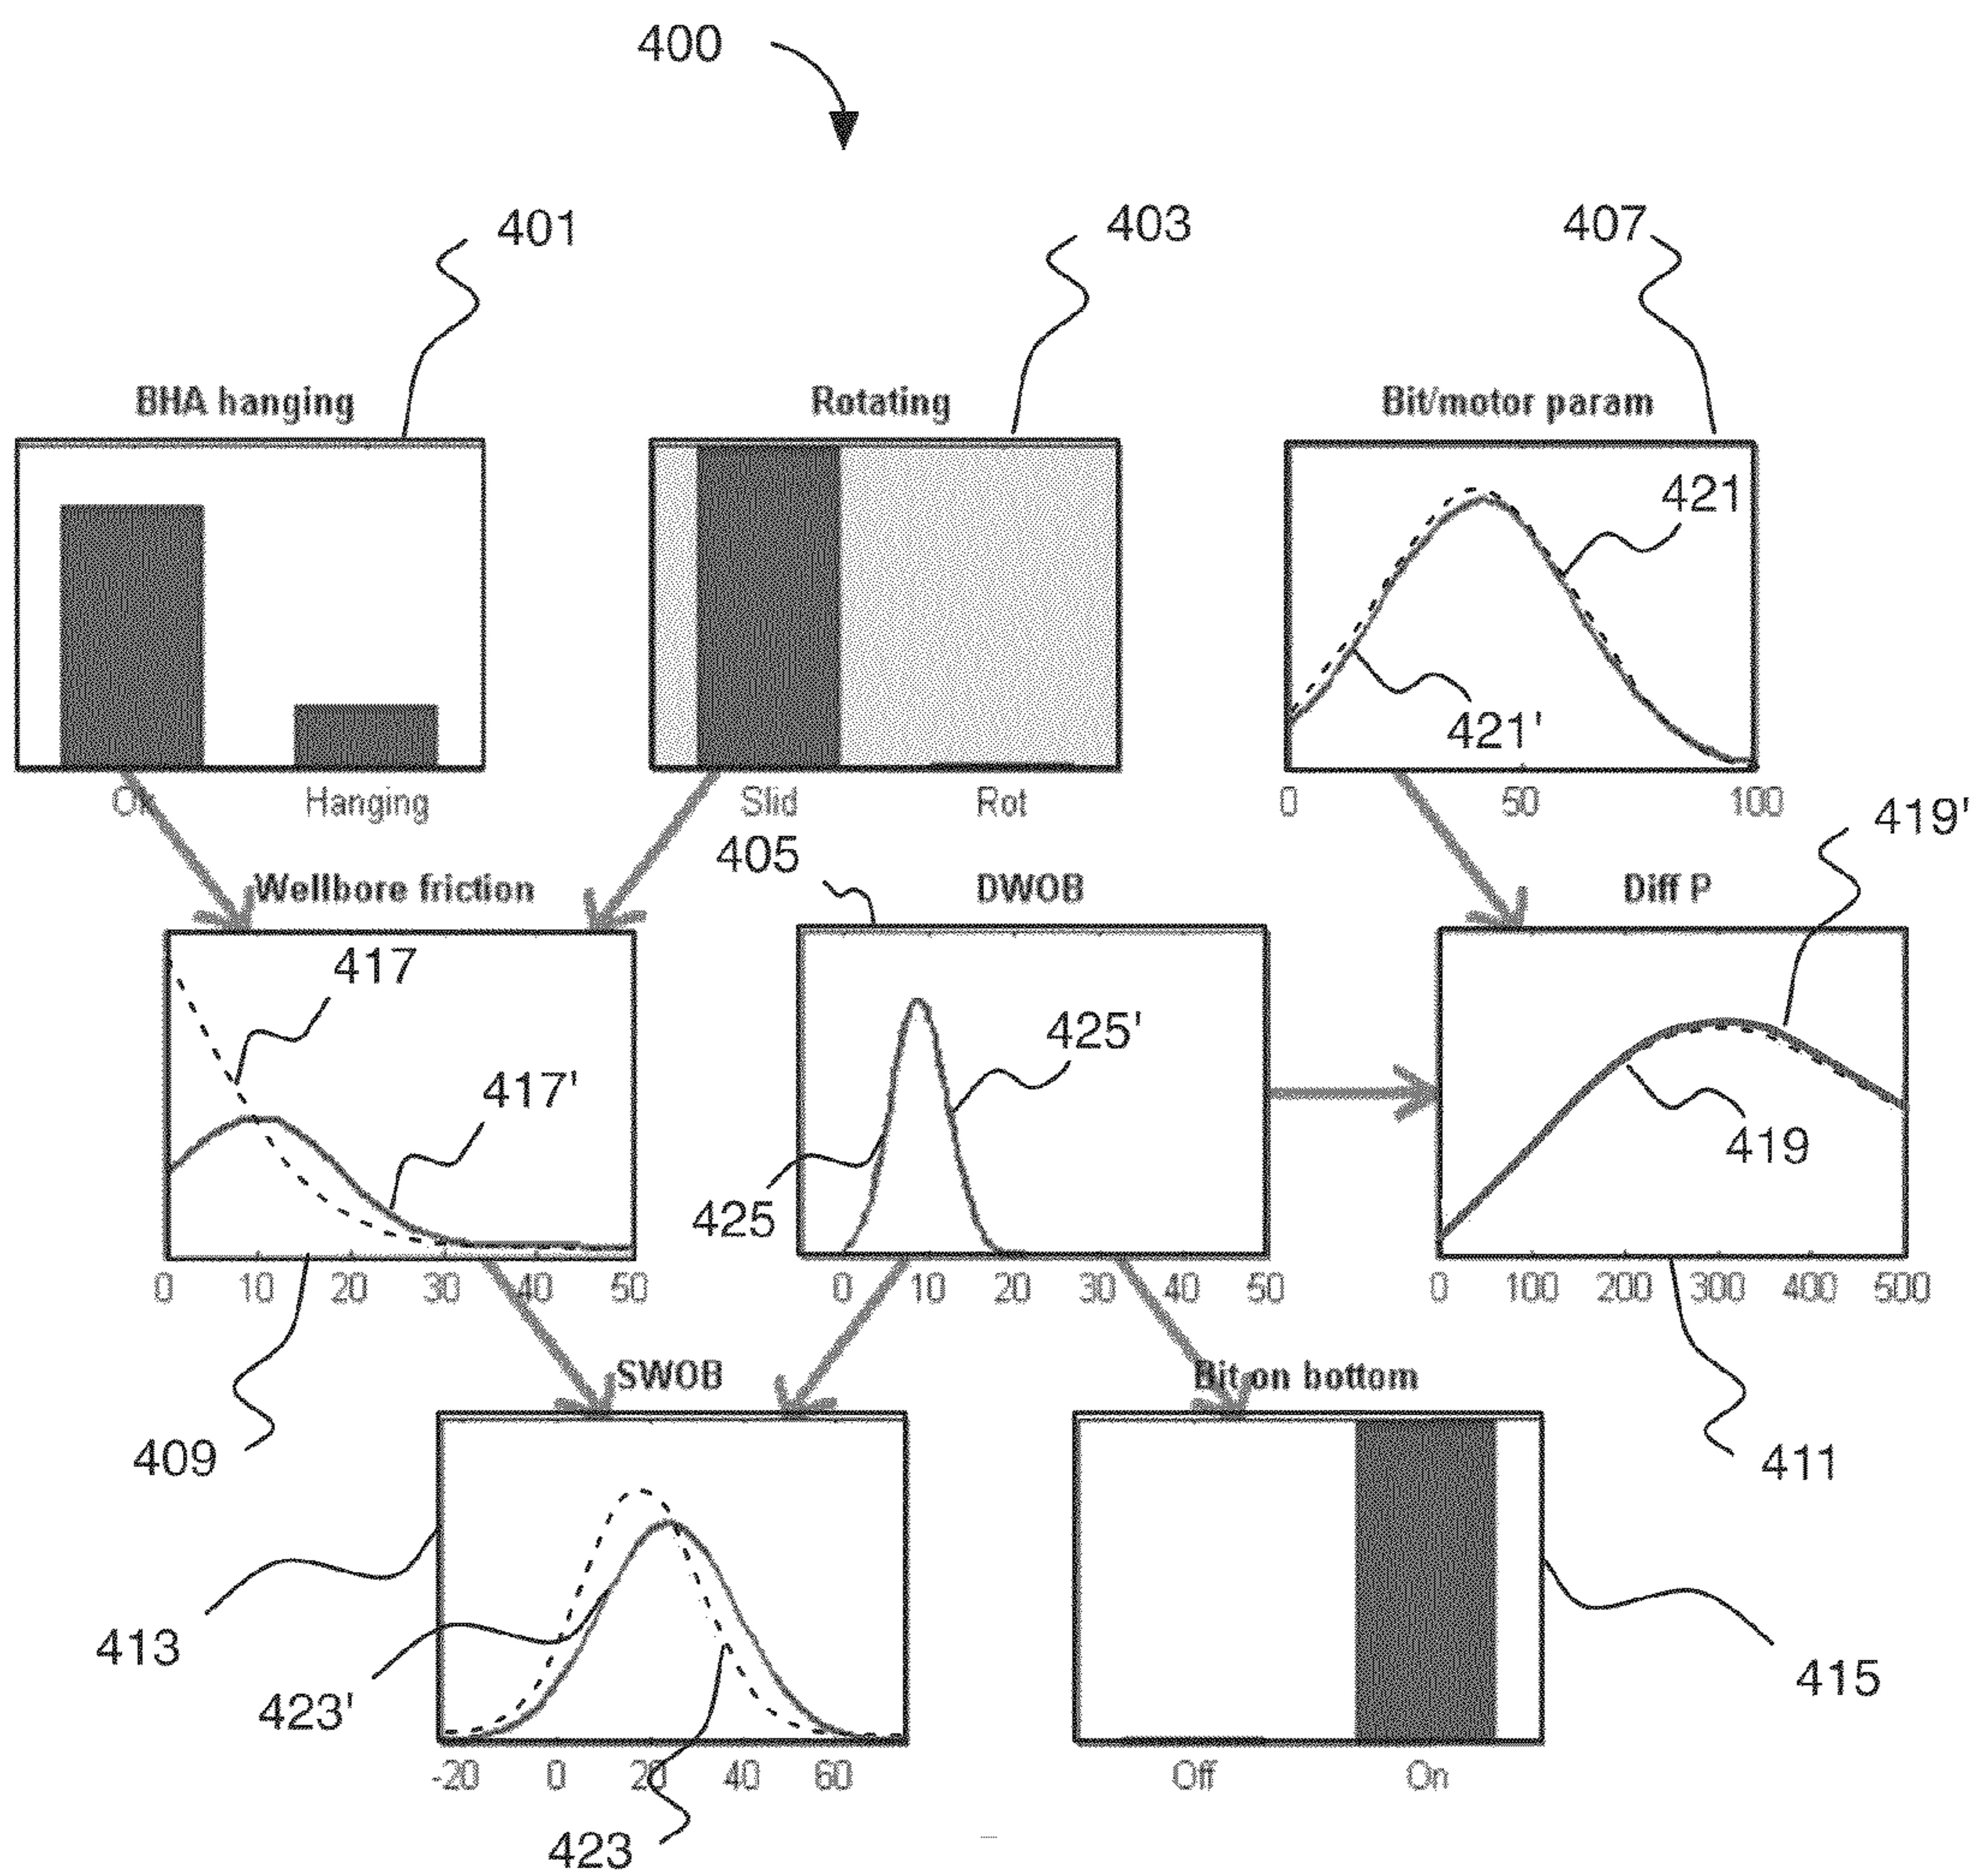 400
401
403
407
BHA hanging
Rotating
Bit/motor param
421
421'
Ok
Hanging
Slid
Rot
0
50
100
405
419'
Wellbore friction
DWOB
Diff P
417
417'
425'
425
419
0 10 20 30 40 50
0 10 20 30 40 50
0 100 200 300 400 500
SWOB
Bit on bottom
409
411
413
423'
415
-20 0 20 40 60
Off
On
423